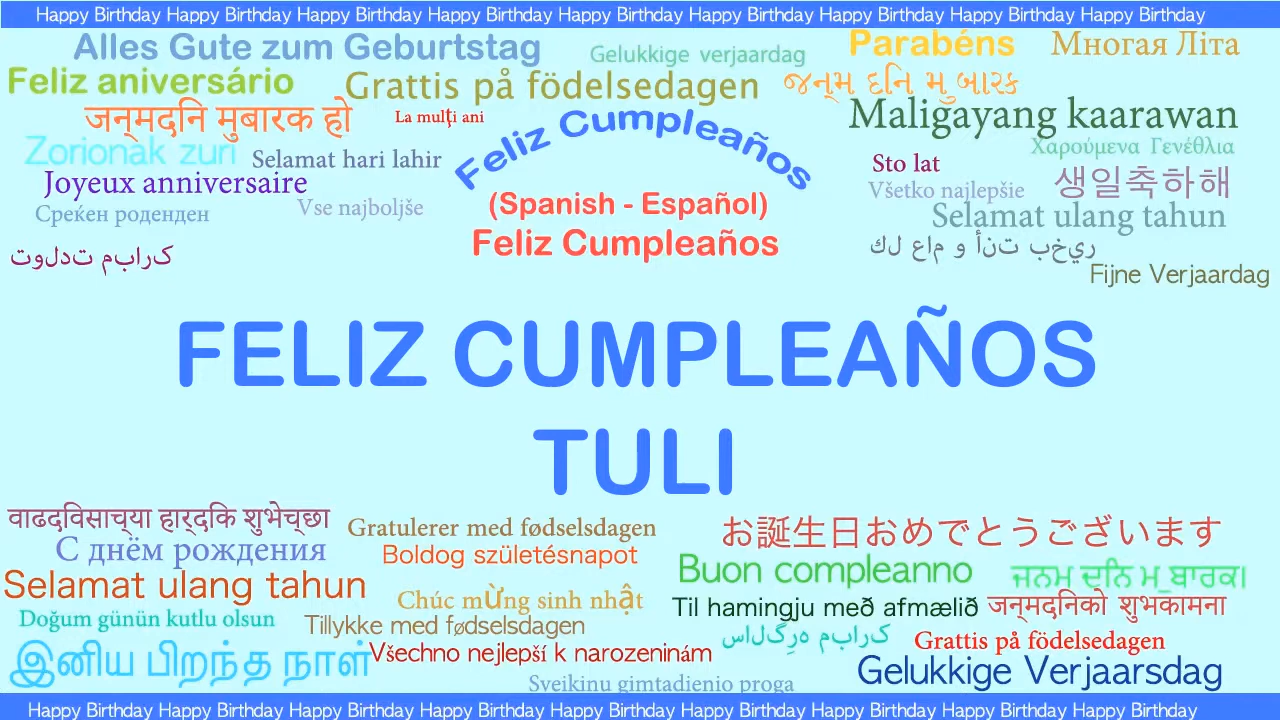 Happy Birthday Happy Birthday Happy Birthday Happy Birthday Happy Birthday Happy Birthday Happy Birthday Happy Birthday Happy Birthday
Alles Gute zum Geburtstag
Gelukkige verjaardag
Parabéns
Многая Літа
Feliz aniversário
Grattis på födelsedagen
જન્મ દિન મુબારક
जन्मदिन मुबारक हो
La mulţi ani
Feliz Cumpleaños
Maligayang kaarawan
Zorionak zuri
Selamat hari lahir
Sto lat
Χαρούμενα Γενέθλια
Joyeux anniversaire
(Spanish - Español)
Všetko najlepšie
생일축하해
Среќен роденден
Vse najboljše
Selamat ulang tahun
تولدت مبارک
Feliz Cumpleaños
كل عام و أنت بخير
Fijne Verjaardag
FELIZ CUMPLEAÑOS
TULI
वाढदिवसाच्या हार्दिक शुभेच्छा
Gratulerer med fødselsdagen
お誕生日おめでとうございます
С днём рождения
Boldog születésnapot
Buon compleanno
ਜਨਮ ਦਿਨ ਮੁਬਾਰਕ।
Selamat ulang tahun
Chúc mừng sinh nhật
Til hamingju með afmælið
जन्मदिनको शुभकामना
Doğum günün kutlu olsun
Tillykke med fødselsdagen
سالگرہ مبارک
Grattis på födelsedagen
இனிய பிறந்த நாள்
Všechno nejlepší k narozeninám
Gelukkige Verjaarsdag
Sveikinu gimtadienio proga
Happy Birthday Happy Birthday Happy Birthday Happy Birthday Happy Birthday Happy Birthday Happy Birthday Happy Birthday Happy Birthday